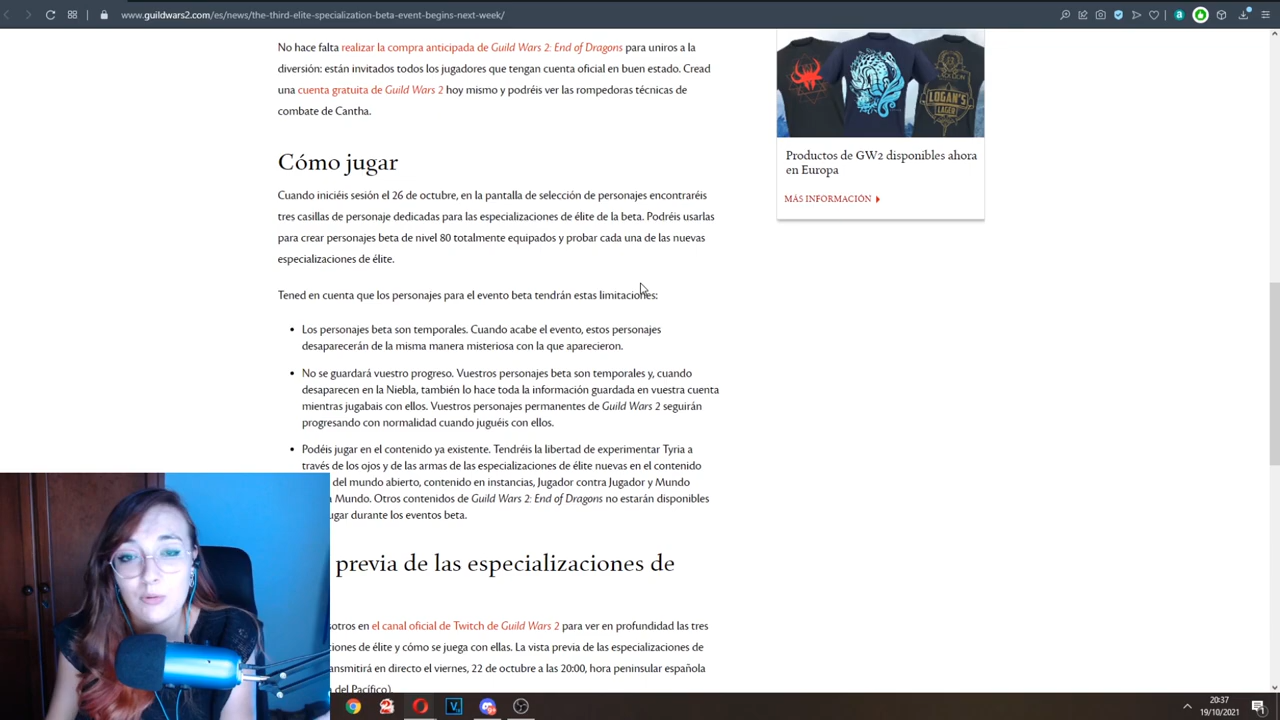 www.guildwars2.com/es/news/the-third-elite-specialization-beta-event-begins-next-week/
No hace falta realizar la compra anticipada de Guild Wars 2: End of Dragons para uniros a la
diversión: están invitados todos los jugadores que tengan cuenta oficial en buen estado. Cread
una cuenta gratuita de Guild Wars 2 hoy mismo y podréis ver las rompedoras técnicas de
combate de Cantha.
Cómo jugar
Cuando iniciéis sesión el 26 de octubre, en la pantalla de selección de personajes encontraréis
tres casillas de personaje dedicadas para las especializaciones de élite de la beta. Podréis usarlas
para crear personajes beta de nivel 80 totalmente equipados y probar cada una de las nuevas
especializaciones de élite.
Tened en cuenta que los personajes para el evento beta tendrán estas limitaciones:
• Los personajes beta son temporales. Cuando acabe el evento, estos personajes
desaparecerán de la misma manera misteriosa con la que aparecieron.
• No se guardará vuestro progreso. Vuestros personajes beta son temporales y, cuando
desaparecen en la Niebla, también lo hace toda la información guardada en vuestra cuenta
mientras jugabais con ellos. Vuestros personajes permanentes de Guild Wars 2 seguirán
progresando con normalidad cuando juguéis con ellos.
• Podéis jugar en el contenido ya existente. Tendréis la libertad de experimentar Tyria a
través de los ojos y de las armas de las especializaciones de élite nuevas en el contenido
del mundo abierto, contenido en instancias, Jugador contra Jugador y Mundo
a Mundo. Otros contenidos de Guild Wars 2: End of Dragons no estarán disponibles
ugar durante los eventos beta.
previa de las especializaciones de
sotros en el canal oficial de Twitch de Guild Wars 2 para ver en profundidad las tres
ciones de élite y cómo se juega con ellas. La vista previa de las especializaciones de
ansmitirá en directo el viernes, 22 de octubre a las 20:00, hora peninsular española
del Pacífico).
LOGAN'S
LAGER
Productos de GW2 disponibles ahora
en Europa
MÁS INFORMACIÓN
20:37
19/10/2021